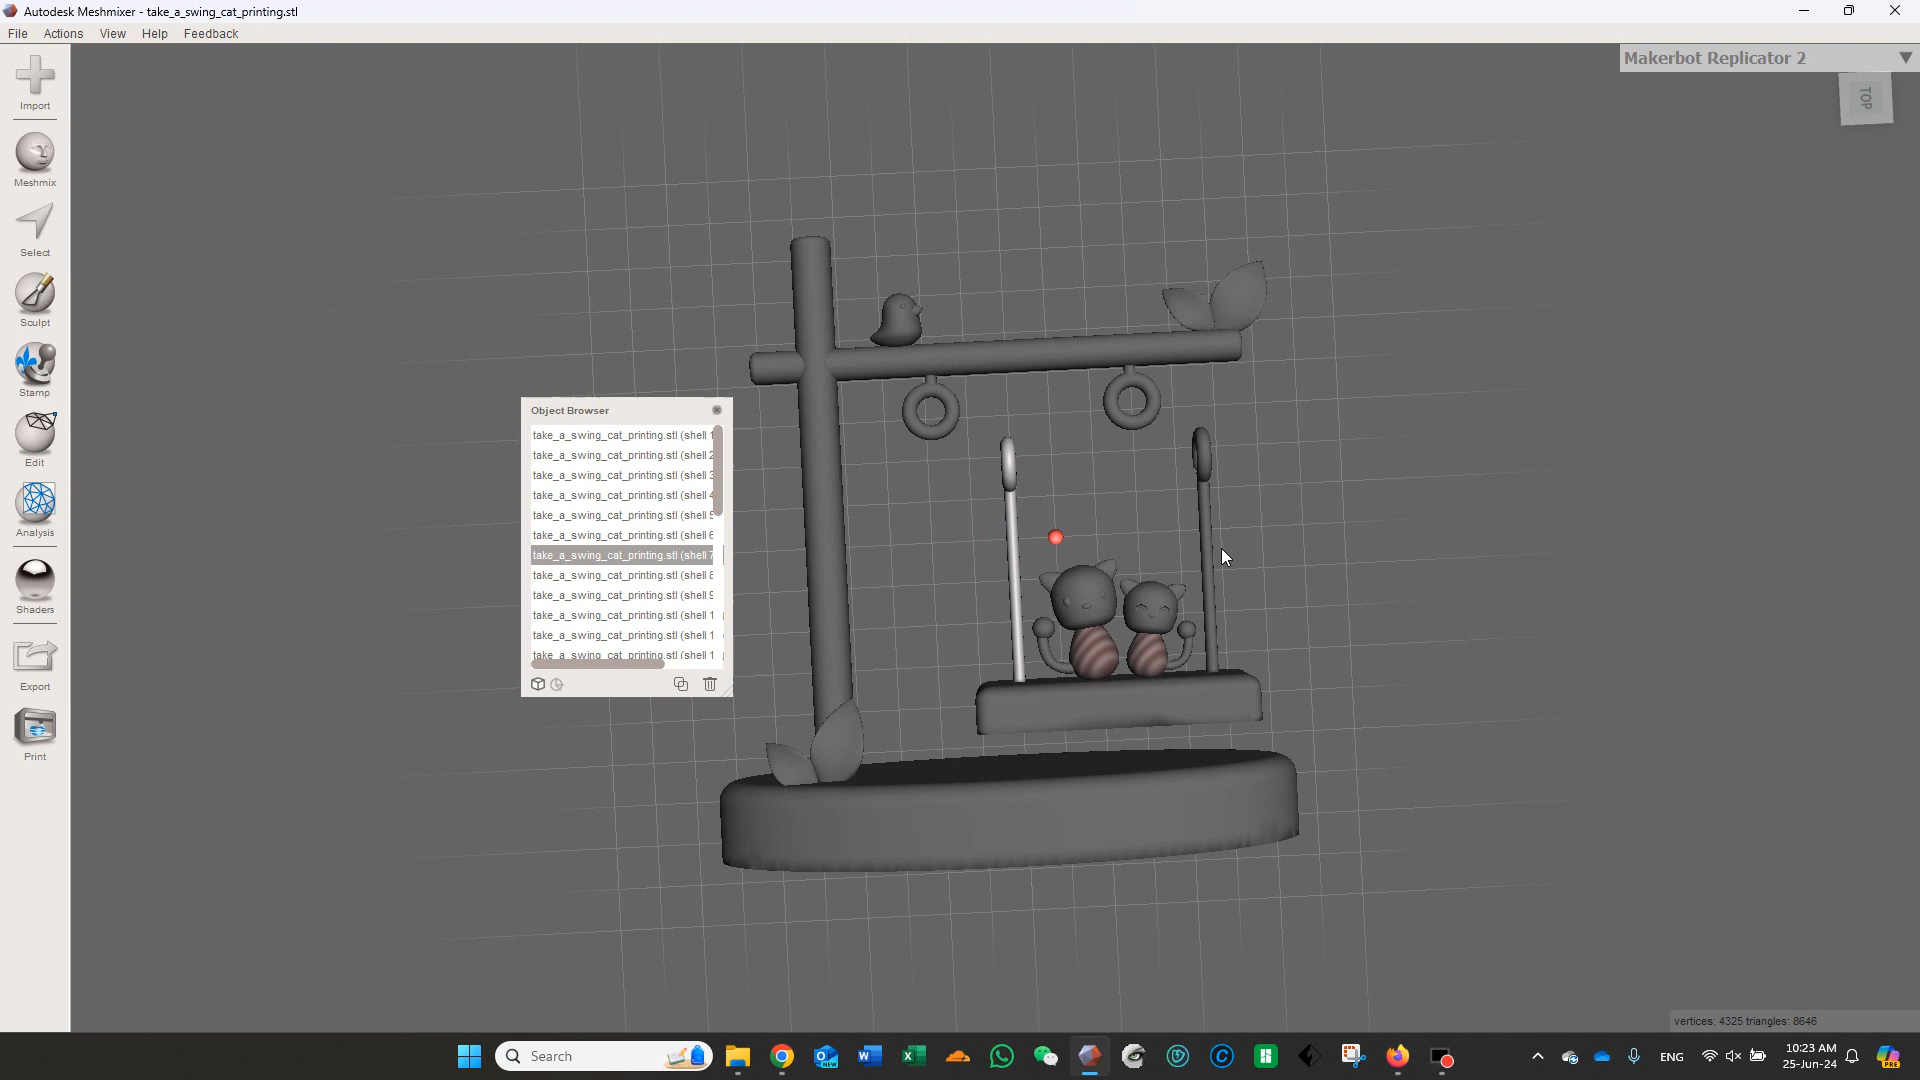 Autodesk Meshmixer - take_a_swing_cat_printing.stl
File Actions View Help Feedback
Makerbot Replicator 2
TOP
Import
Meshmix
Select
Sculpt
Stamp
Edit
Analysis
Shaders
Export
Print
Object Browser
take_a_swing_cat_printing.stl (shell 1
take_a_swing_cat_printing.stl (shell 2
take_a_swing_cat_printing.stl (shell 3
take_a_swing_cat_printing.stl (shell 4
take_a_swing_cat_printing.stl (shell 5
take_a_swing_cat_printing.stl (shell 6
take_a_swing_cat_printing.stl (shell 7
take_a_swing_cat_printing.stl (shell 8
take_a_swing_cat_printing.stl (shell 9
take_a_swing_cat_printing.stl (shell 1
take_a_swing_cat_printing.stl (shell 1
take_a_swing_cat_printing.stl (shell 1
vertices: 4325 triangles: 8646
Search
NEW
ENG
10:23 AM
25-Jun-24
PRE